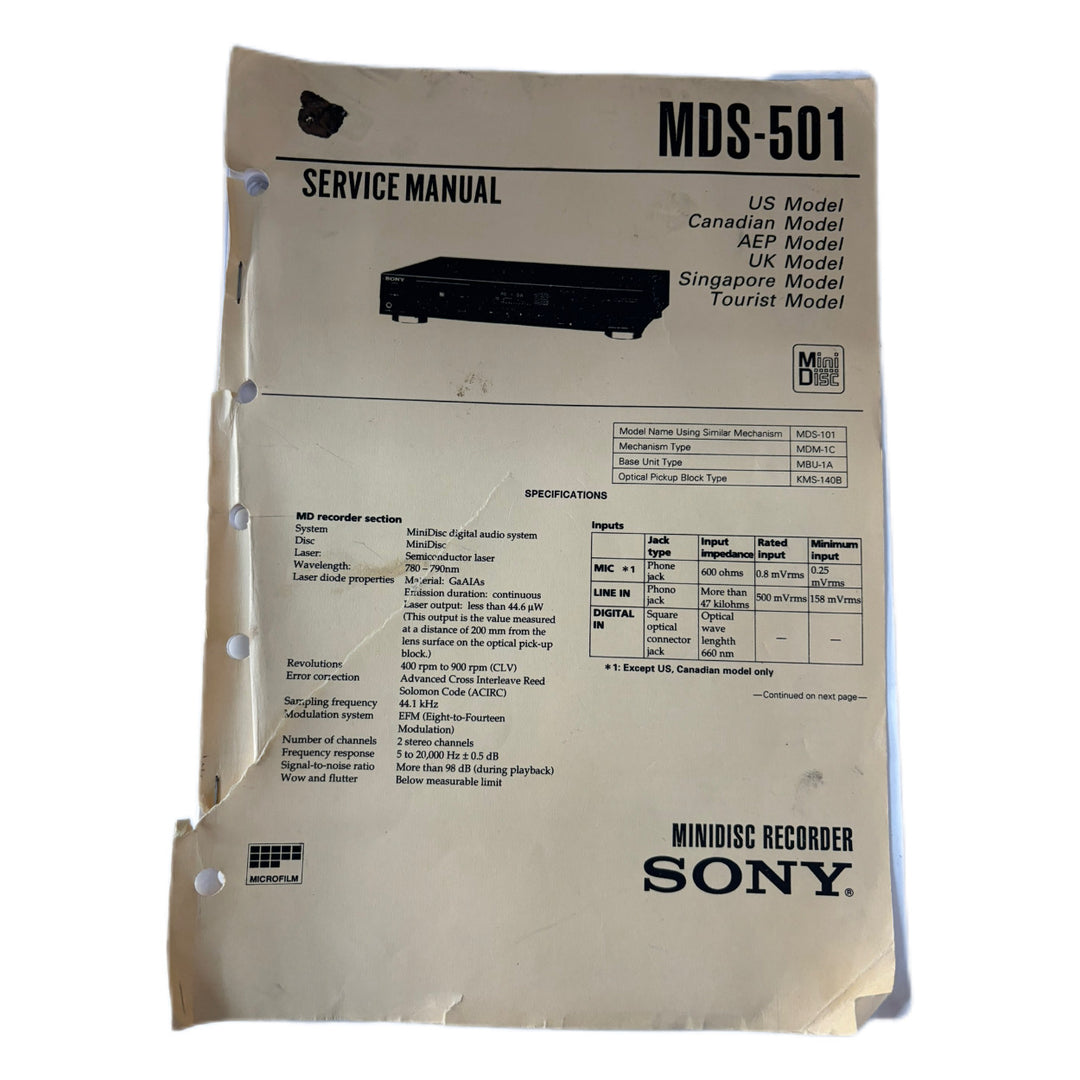 MDS-501
SERVICE MANUAL
US Model
Canadian Model
AEP Model
UK Model
Singapore Model
Tourist Model
SONY
Mini
Disc
Model Name Using Similar Mechanism MDS-101
Mechanism Type MDM-1C
Base Unit Type MBU-1A
Optical Pickup Block Type KMS-140B
SPECIFICATIONS
MD recorder section
System MiniDisc digital audio system
Disc MiniDisc
Laser: Semiconductor laser
Wavelength: 780 – 790nm
Laser diode properties Material: GaAlAs
Emission duration: continuous
Laser output: less than 44.6 µW
(This output is the value measured
at a distance of 200 mm from the
lens surface on the optical pick-up
block.)
Revolutions 400 rpm to 900 rpm (CLV)
Error correction Advanced Cross Interleave Reed
Solomon Code (ACIRC)
Sampling frequency 44.1 kHz
Modulation system EFM (Eight-to-Fourteen
Modulation)
Number of channels 2 stereo channels
Frequency response 5 to 20,000 Hz ± 0.5 dB
Signal-to-noise ratio More than 98 dB (during playback)
Wow and flutter Below measurable limit
Inputs
Jack type Input impedance Rated input Minimum input
MIC *1 Phone jack 600 ohms 0.8 mVrms 0.25 mVrms
LINE IN Phono jack More than 47 kilohms 500 mVrms 158 mVrms
DIGITAL IN Square optical connector jack Optical wave lenghth 660 nm — —
*1: Except US, Canadian model only
—Continued on next page—
MICROFILM
MINIDISC RECORDER
SONY®